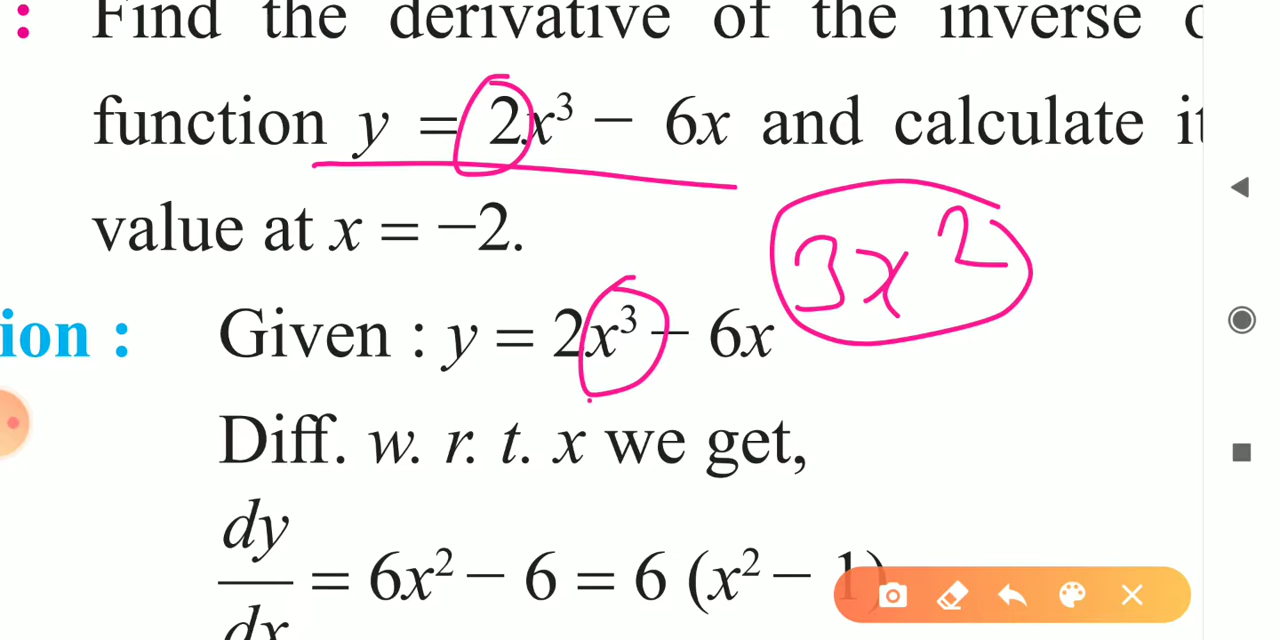 : Find the derivative of the inverse
function y = 2x³ − 6x and calculate
value at x = −2.
3x²
ion : Given : y = 2x³ − 6x
Diff. w. r. t. x we get,
dy/dx = 6x² − 6 = 6 (x² − 1)